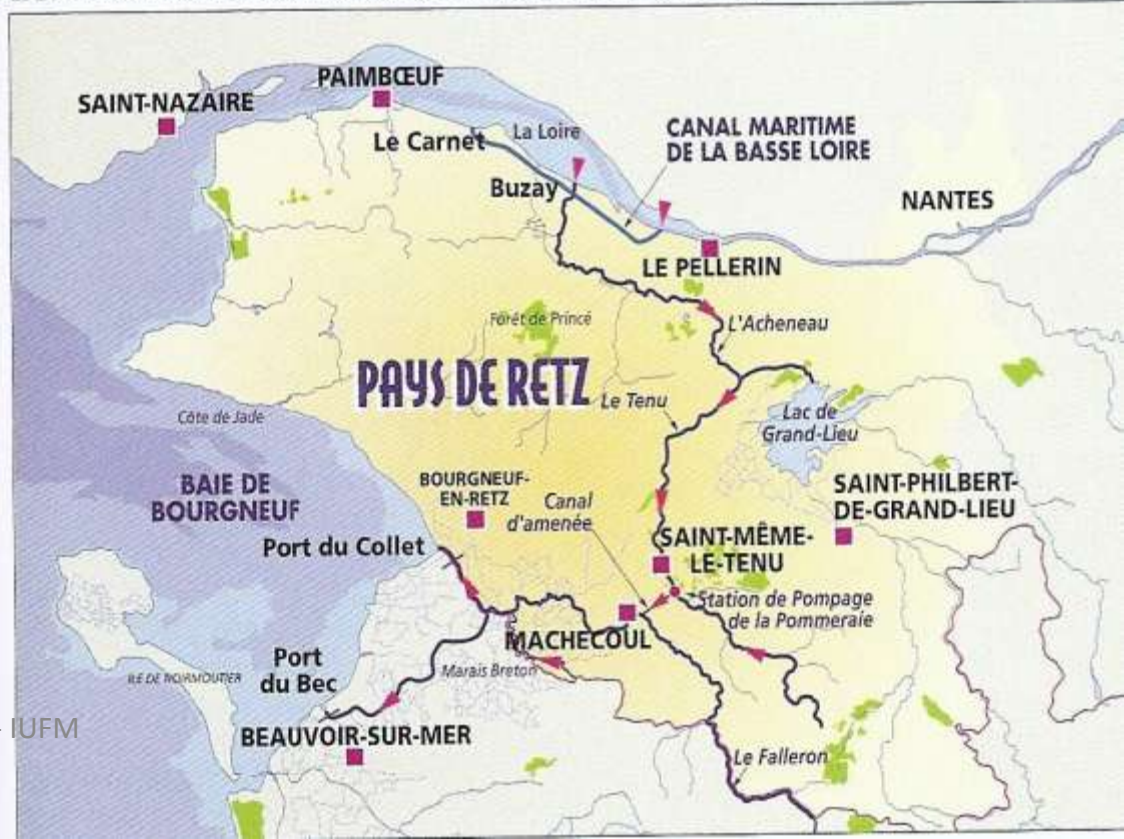 PAIMBŒUF
SAINT-NAZAIRE
Le Carnet
La Loire
CANAL MARITIME
DE LA BASSE LOIRE
Buzay
NANTES
LE PELLERIN
Forêt de Princé
L'Acheneau
PAYS DE RETZ
Le Tenu
Lac de
Grand-Lieu
Côte de Jade
BAIE DE
BOURGNEUF
BOURGNEUF-
EN-RETZ
Canal
d'amenée
SAINT-PHILBERT-
DE-GRAND-LIEU
Port du Collet
SAINT-MÊME-
LE-TENU
Station de Pompage
de la Pommeraie
MACHECOUL
Marais Breton
Port
du Bec
ILE DE NOIRMOUTIER
IUFM
BEAUVOIR-SUR-MER
Le Falleron